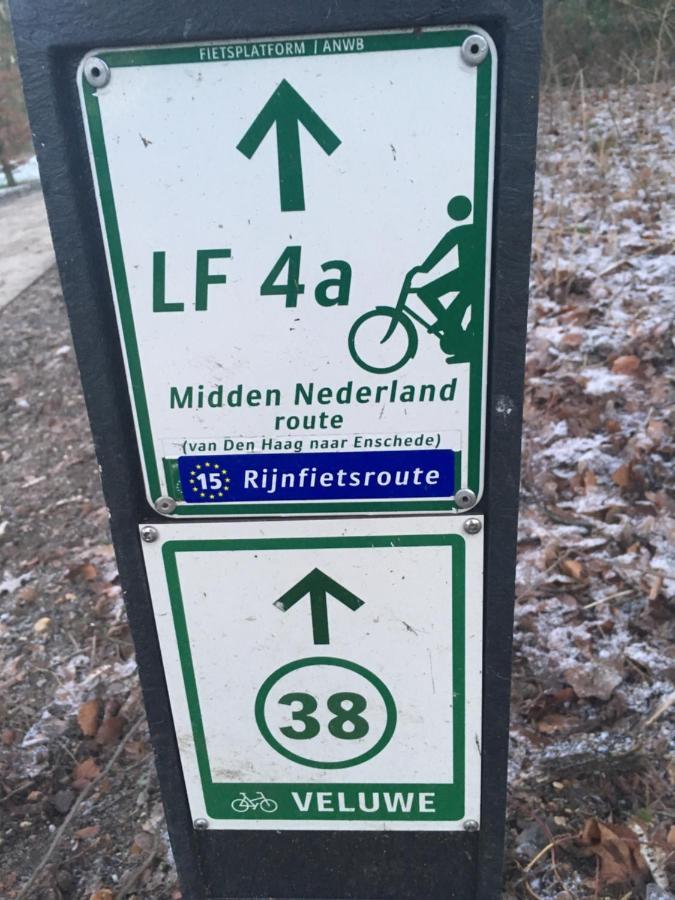 FIETSPLATFORM / ANWB
LF 4a
Midden Nederland
route
(van Den Haag naar Enschede)
15 Rijnfietsroute
38
VELUWE